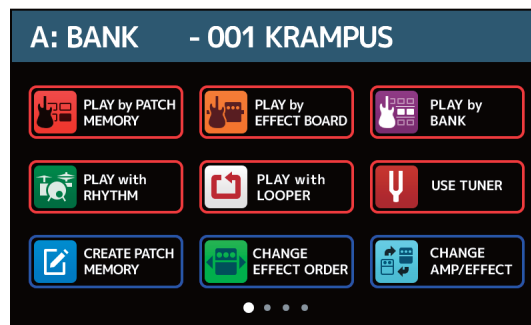 A: BANK - 001 KRAMPUS
PLAY by PATCH
MEMORY
PLAY by
EFFECT BOARD
PLAY by
BANK
PLAY with
RHYTHM
PLAY with
LOOPER
USE TUNER
CREATE PATCH
MEMORY
CHANGE
EFFECT ORDER
CHANGE
AMP/EFFECT